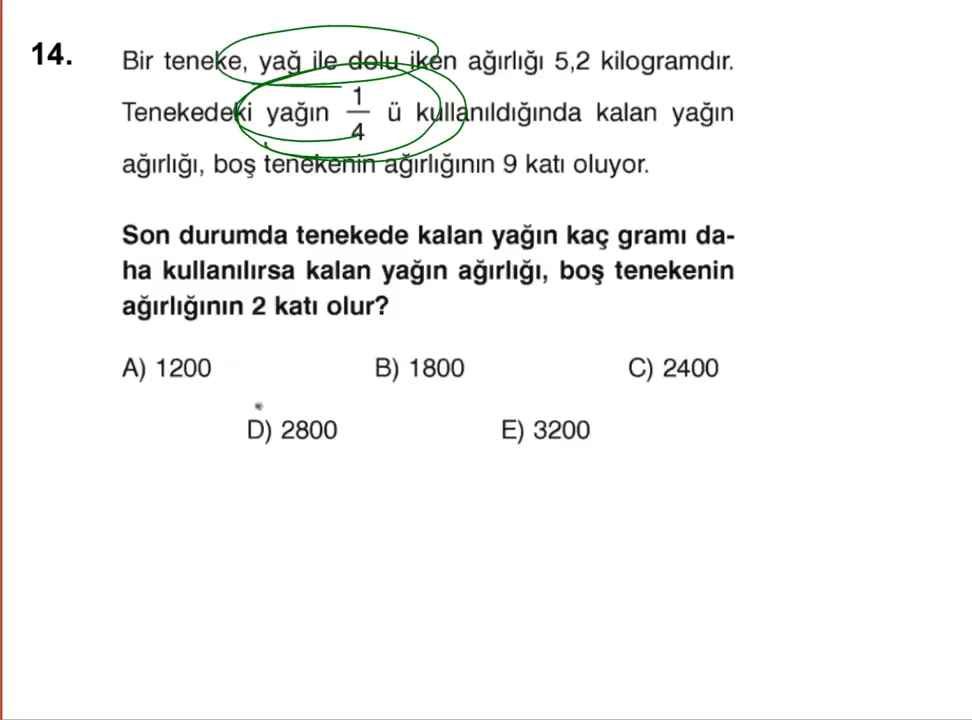 14.
Bir teneke, yağ ile dolu iken ağırlığı 5,2 kilogramdır.
Tenekedeki yağın 1/4 ü kullanıldığında kalan yağın
ağırlığı, boş tenekenin ağırlığının 9 katı oluyor.
Son durumda tenekede kalan yağın kaç gramı da-
ha kullanılırsa kalan yağın ağırlığı, boş tenekenin
ağırlığının 2 katı olur?
A) 1200 B) 1800 C) 2400
D) 2800 E) 3200